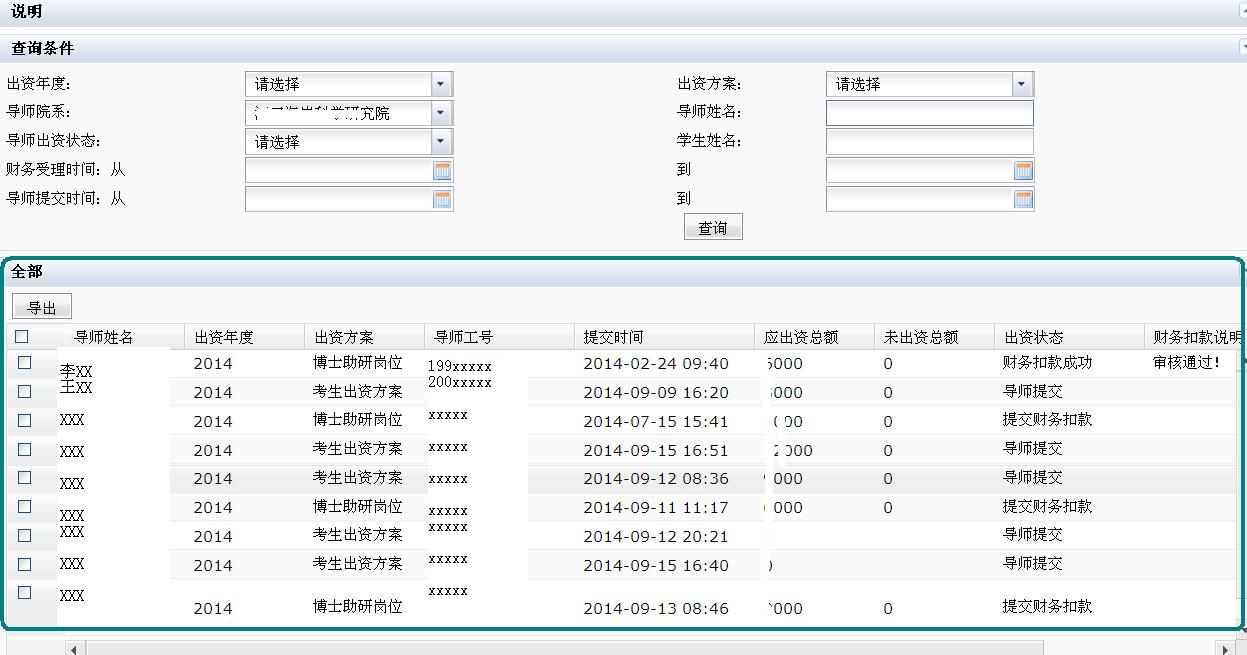 说明
查询条件
出资年度: 请选择 出资方案: 请选择
导师院系: 研究院 导师姓名:
导师出资状态: 请选择 学生姓名:
财务受理时间: 从 到
导师提交时间: 从 到
查询
全部
导出
导师姓名 出资年度 出资方案 导师工号 提交时间 应出资总额 未出资总额 出资状态 财务扣款说明
李XX 2014 博士助研岗位 199xxxxx 2014-02-24 09:40 000 0 财务扣款成功 审核通过!
王XX 2014 考生出资方案 200xxxxx 2014-09-09 16:20 000 0 导师提交
XXX 2014 博士助研岗位 xxxxx 2014-07-15 15:41 0 导师提交财务扣款
XXX 2014 考生出资方案 xxxxx 2014-09-15 16:51 000 0 导师提交
XXX 2014 考生出资方案 xxxxx 2014-09-12 08:36 000 0 导师提交
XXX 2014 博士助研岗位 xxxxx 2014-09-11 11:17 000 0 提交财务扣款
XXX 2014 考生出资方案 xxxxx 2014-09-12 20:21 导师提交
XXX 2014 考生出资方案 xxxxx 2014-09-15 16:40 导师提交
XXX 2014 博士助研岗位 xxxxx 2014-09-13 08:46 000 0 提交财务扣款